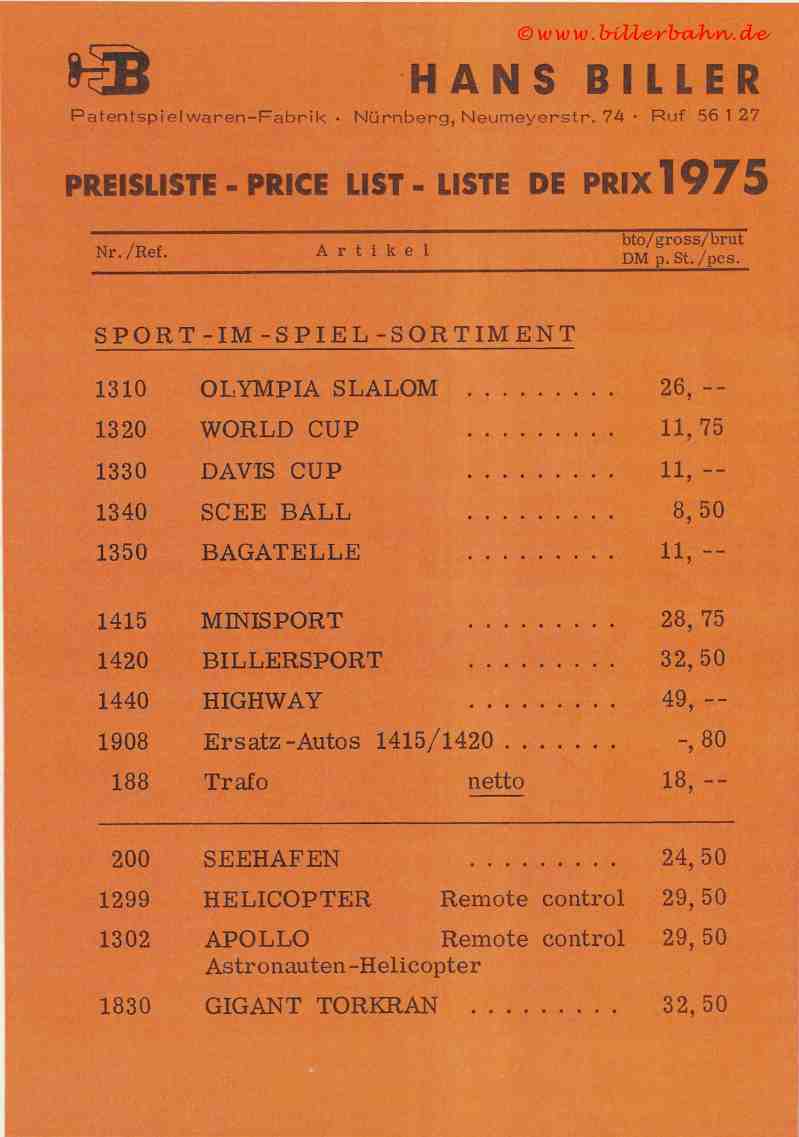 ©www.billerbahn.de
B
HANS BILLER
Patentspielwaren-Fabrik · Nürnberg, Neumeyerstr. 74 · Ruf 56 1 27
PREISLISTE - PRICE LIST - LISTE DE PRIX 1975
Nr./Ref. Artikel bto/gross/brut
DM p. St./pcs.
SPORT-IM-SPIEL-SORTIMENT
1310 OLYMPIA SLALOM . . . . . . . . . 26, --
1320 WORLD CUP . . . . . . . . . 11, 75
1330 DAVIS CUP . . . . . . . . . 11, --
1340 SCEE BALL . . . . . . . . . 8, 50
1350 BAGATELLE . . . . . . . . . 11, --
1415 MINISPORT . . . . . . . . . 28, 75
1420 BILLERSPORT . . . . . . . . . 32, 50
1440 HIGHWAY . . . . . . . . . 49, --
1908 Ersatz-Autos 1415/1420 . . . . . . . -, 80
188 Trafo netto 18, --
200 SEEHAFEN . . . . . . . . . 24, 50
1299 HELICOPTER Remote control 29, 50
1302 APOLLO Remote control 29, 50
Astronauten-Helicopter
1830 GIGANT TORKRAN . . . . . . . . . 32, 50